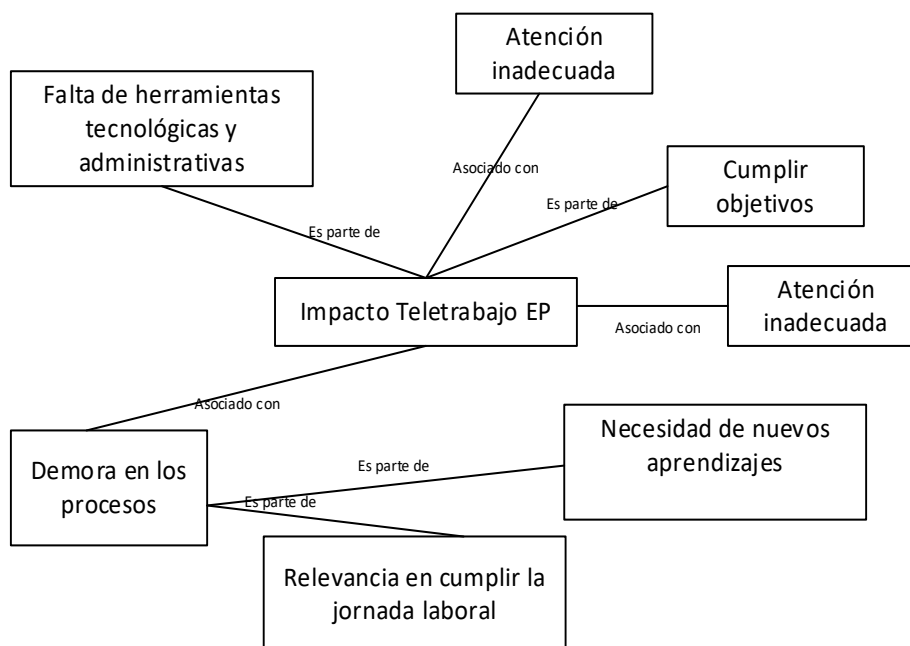 Atención
inadecuada
Falta de herramientas
tecnológicas y
administrativas
Asociado con
Cumplir
objetivos
Es parte de
Es parte de
Impacto Teletrabajo EP
Atención
inadecuada
Asociado con
Asociado con
Demora en los
procesos
Necesidad de nuevos
aprendizajes
Es parte de
Es parte de
Relevancia en cumplir la
jornada laboral